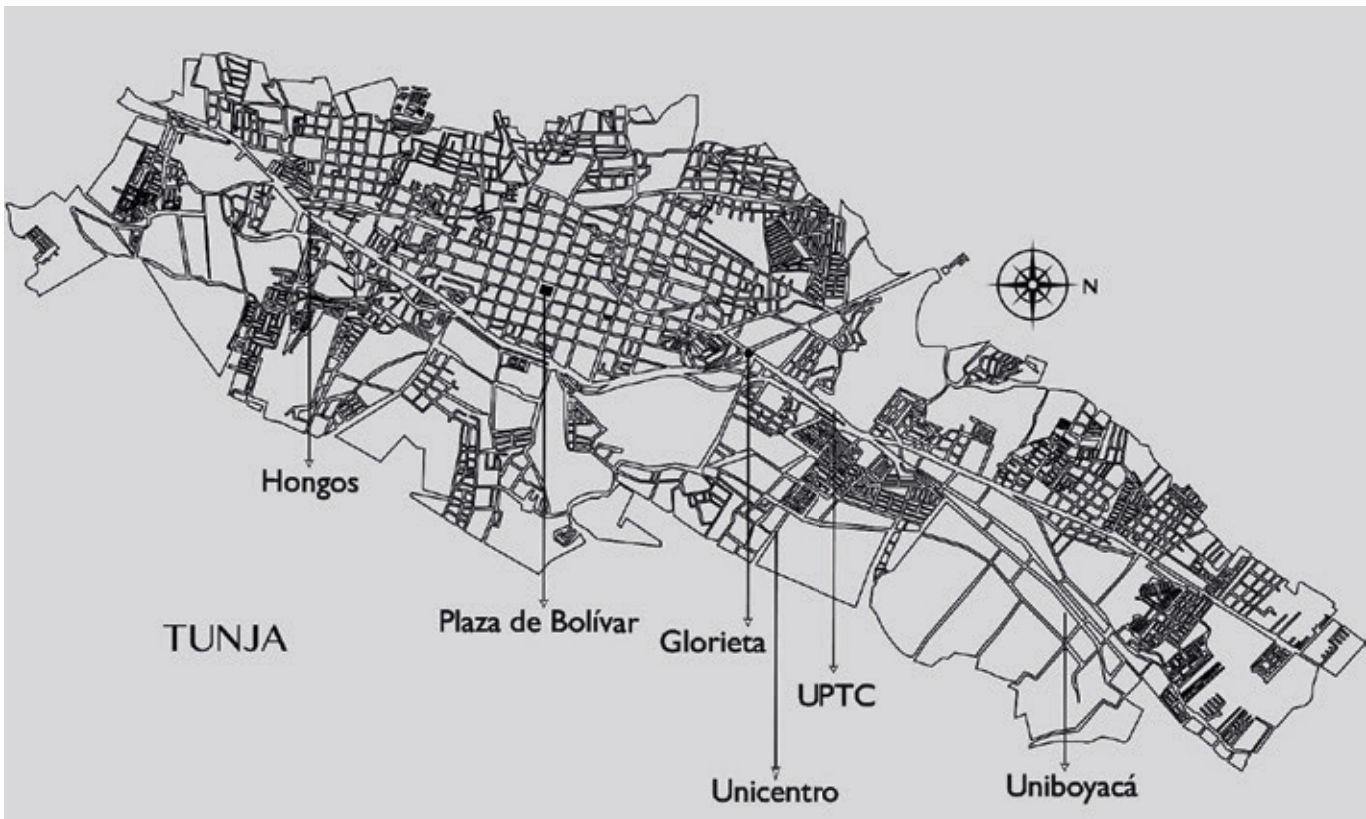 N
Hongos
Plaza de Bolívar
Glorieta
TUNJA
UPTC
Unicentro
Uniboyacá